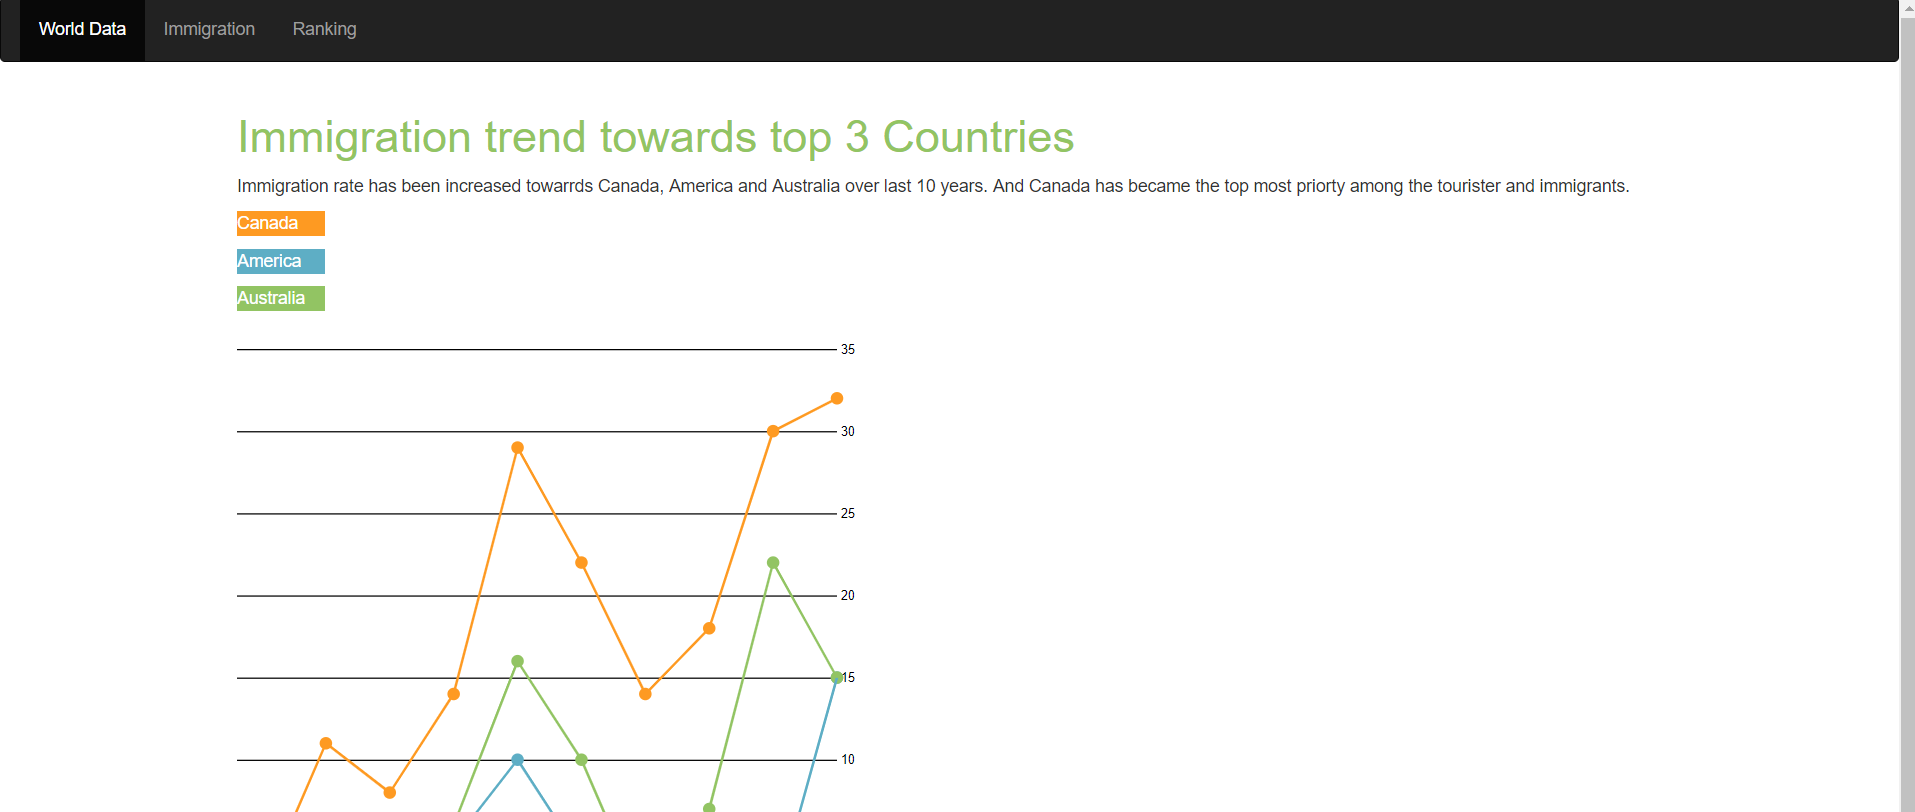 World Data Immigration Ranking
Immigration trend towards top 3 Countries
Immigration rate has been increased towarrds Canada, America and Australia over last 10 years. And Canada has became the top most priorty among the tourister and immigrants.
Canada
America
Australia
35
30
25
20
15
10